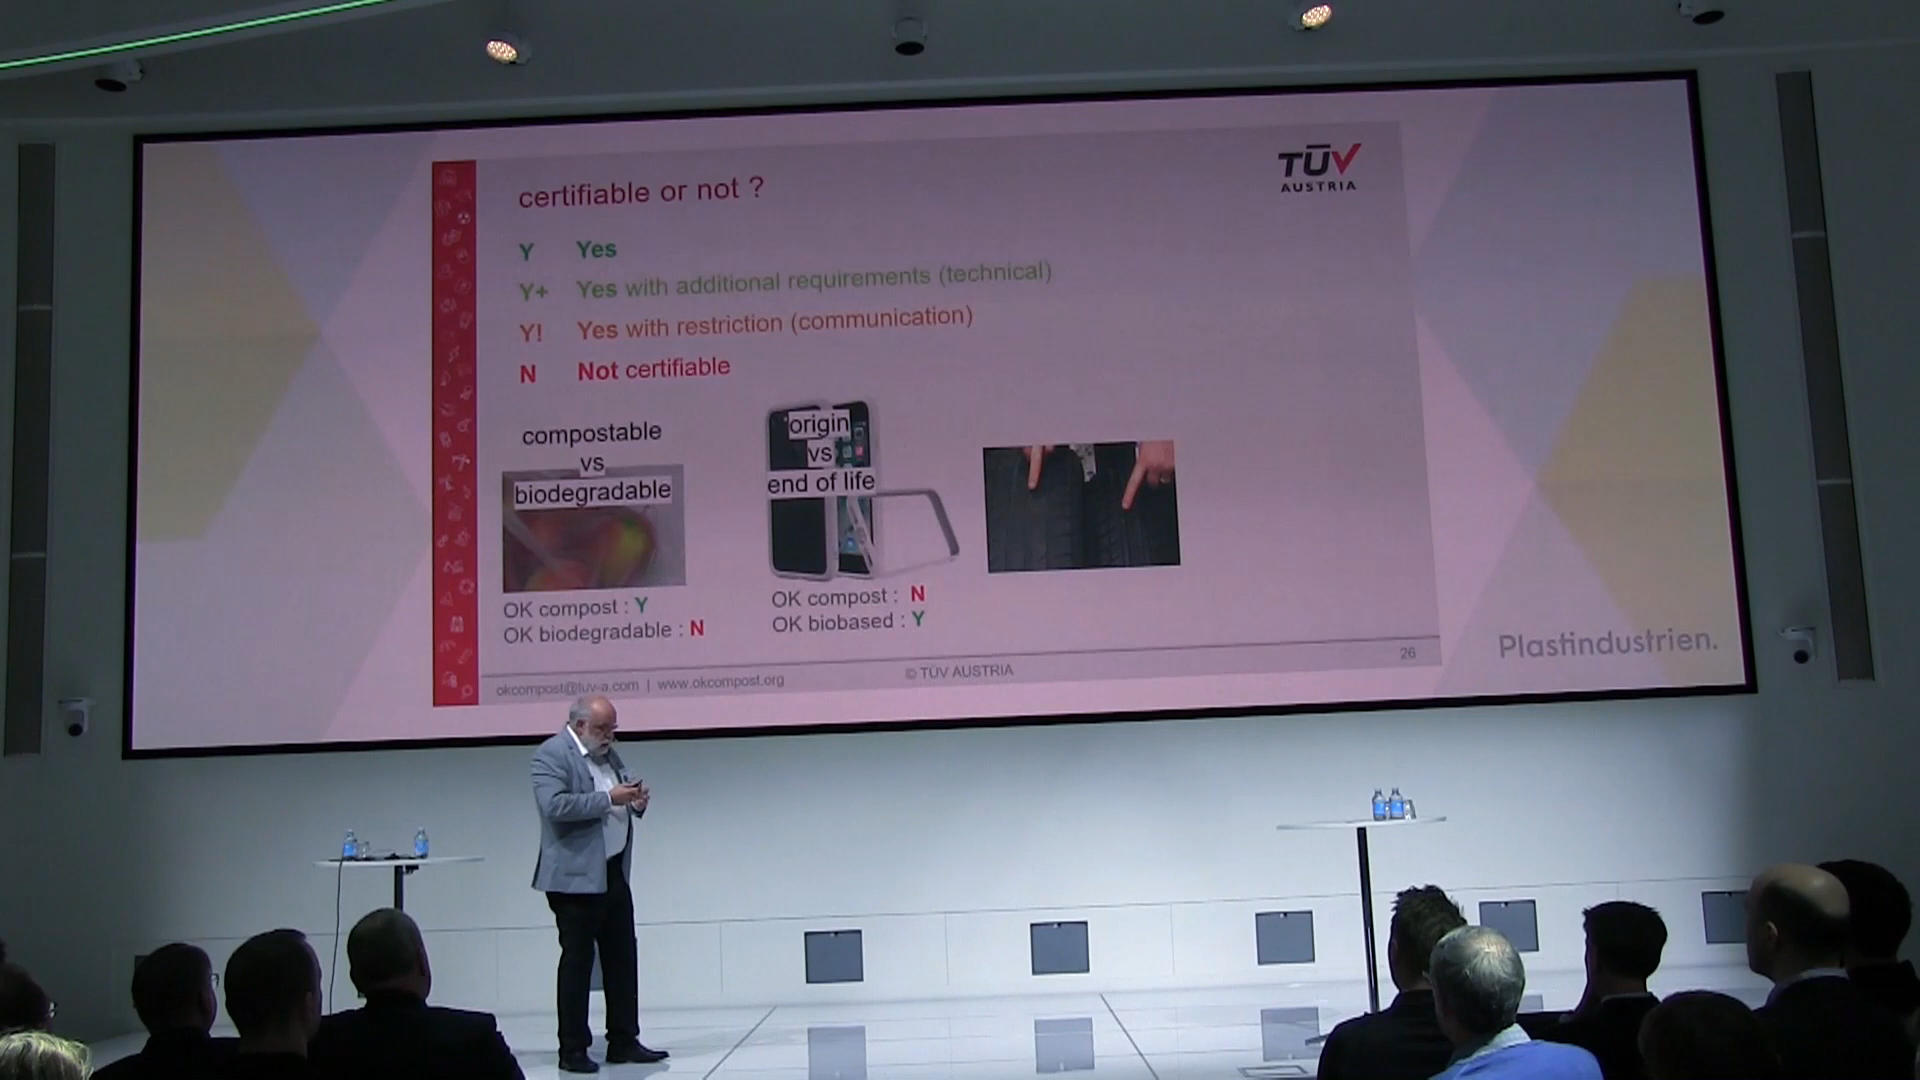 TÜV
AUSTRIA
certifiable or not ?
Y Yes
Y+ Yes with additional requirements (technical)
Y! Yes with restriction (communication)
N Not certifiable
compostable
vs
biodegradable
OK compost : Y
OK biodegradable : N
origin
vs
end of life
OK compost : N
OK biobased : Y
okcompost@tuv-a.com | www.okcompost.org
© TÜV AUSTRIA
26
Plastindustrien.